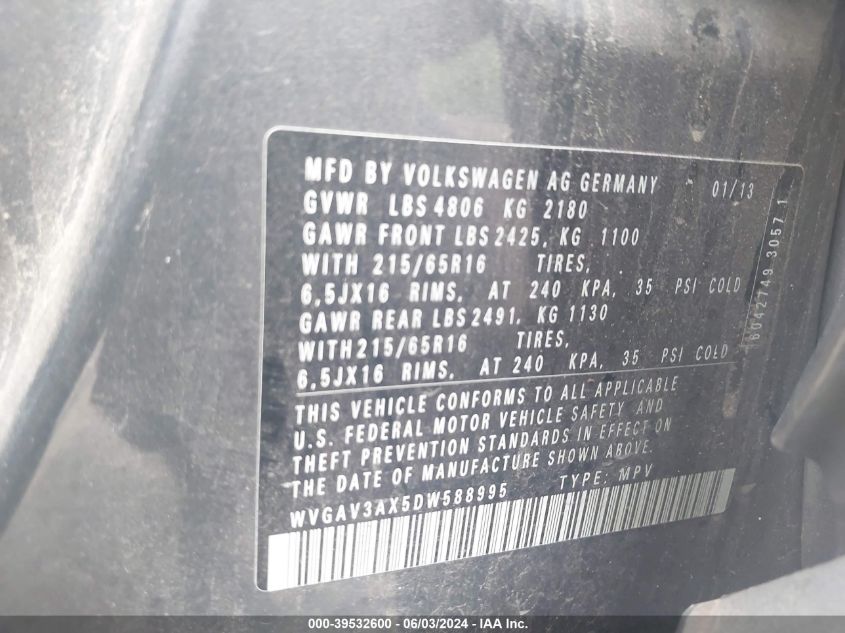 MFD BY VOLKSWAGEN AG GERMANY - 01/13
GVWR LBS 4806 KG 2180
GAWR FRONT LBS 2425, KG 1100
WITH 215/65R16 TIRES,
6,5JX16 RIMS, AT 240 KPA, 35 PSI COLD
GAWR REAR LBS 2491, KG 1130
WITH 215/65R16 TIRES,
6,5JX16 RIMS, AT 240 KPA, 35 PSI COLD
THIS VEHICLE CONFORMS TO ALL APPLICABLE
U.S. FEDERAL MOTOR VEHICLE SAFETY AND
THEFT PREVENTION STANDARDS IN EFFECT ON
THE DATE OF MANUFACTURE SHOWN ABOVE.
WVGAV3AX5DW588995 TYPE: MPV
16042749 3057 1
000-39532600 - 06/03/2024 - IAA Inc.